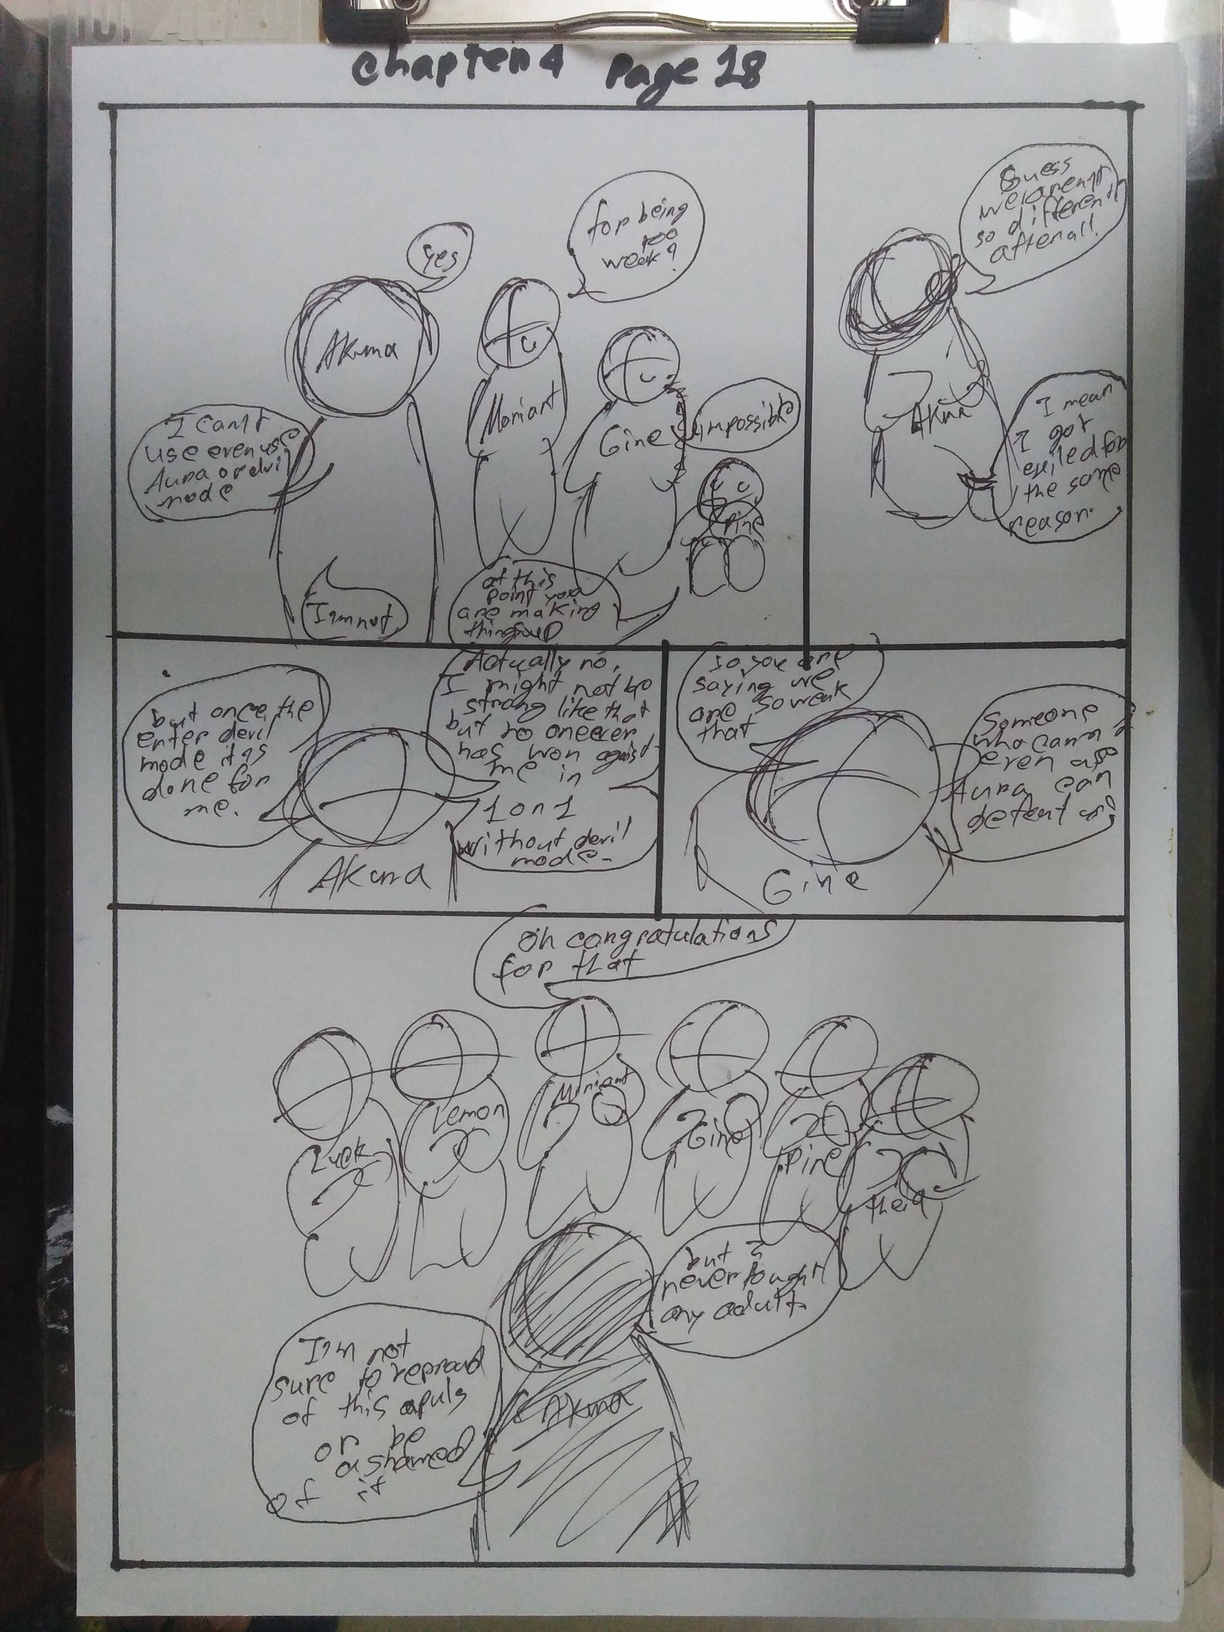 Chapter 4 Page 18
Guess
we arent
so different
after all!
for being
too
week?
yes
Akuma
Moriart
Gine
impossible
Pine
I can't
use even use
Aura or devil
mode
I'm not
at this
point you
are making
things up
Akuma
I mean
I got
exiled for
the same
reason.
but once the
enter devil
mode it is
done for
me.
Actually no,
I might not be
strong like that
but no one ever
has won against
me in
1 on 1
without devil
mode-
Akuma
So you are
saying we
are so weak
that
Someone
who cannot
even use
Aura can
defeat us?
Gine
Oh congratulations
for that
Luek
Lemon
Moriart
Gine
Pine
theia
but I
never fought
any adult.
I'm not
sure to be proud
of this
or be
ashamed
of it
Akuma